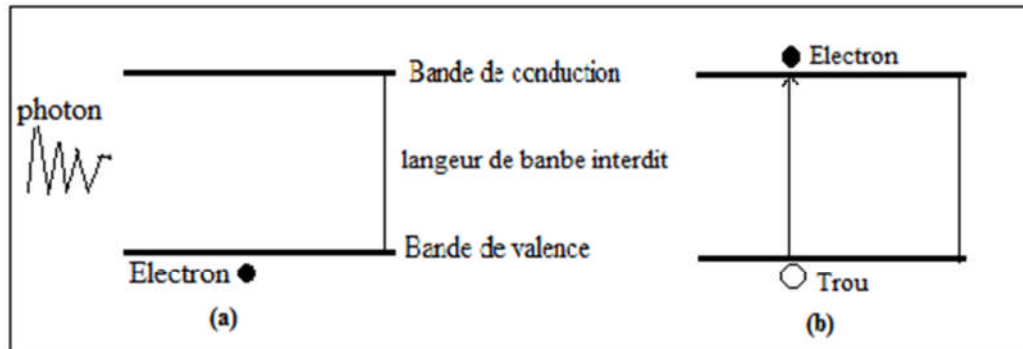 Bande de conduction
Electron
photon
langeur de banbe interdit
Bande de valence
Electron
Trou
(a)
(b)